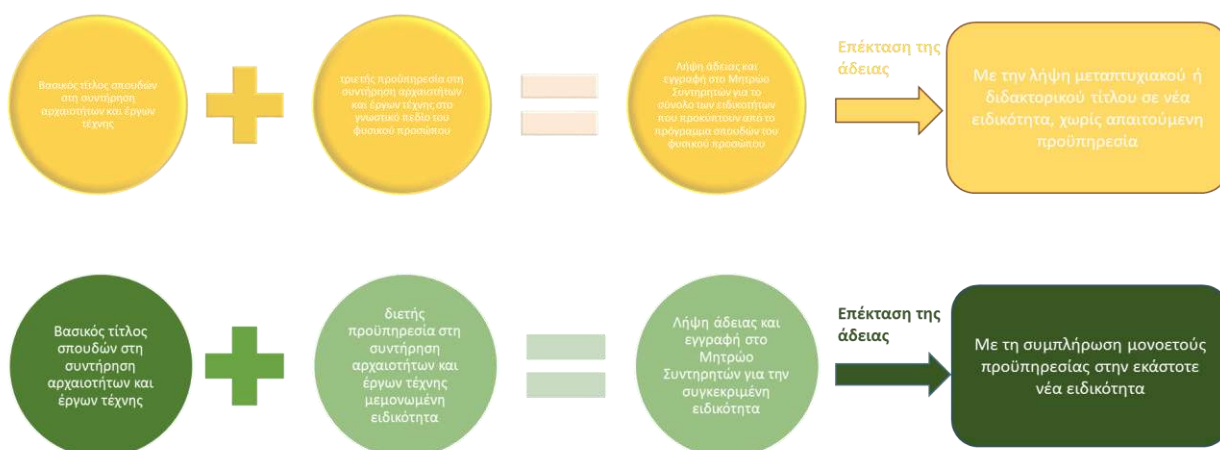 Βασικός τίτλος σπουδών
στη συντήρηση
αρχαιοτήτων και έργων
τέχνης
τριετής προϋπηρεσία στη
συντήρηση αρχαιοτήτων
και έργων τέχνης στο
γνωστικό πεδίο του
φυσικού προσώπου
Λήψη άδειας και
εγγραφή στο Μητρώο
Συντηρητών για το
σύνολο των ειδικοτήτων
που προκύπτουν από το
πρόγραμμα σπουδών του
φυσικού προσώπου
Επέκταση της
άδειας
Με την λήψη μεταπτυχιακού ή
διδακτορικού τίτλου σε νέα
ειδικότητα, χωρίς απαιτούμενη
προϋπηρεσία
Βασικός τίτλος
σπουδών στη
συντήρηση
αρχαιοτήτων και
έργων τέχνης
διετής
προϋπηρεσία στη
συντήρηση
αρχαιοτήτων και
έργων τέχνης
μεμονωμένη
ειδικότητα
Λήψη άδειας και
εγγραφή στο
Μητρώο
Συντηρητών για την
συγκεκριμένη
ειδικότητα
Επέκταση της
άδειας
Με τη συμπλήρωση μονοετούς
προϋπηρεσίας στην εκάστοτε
νέα ειδικότητα